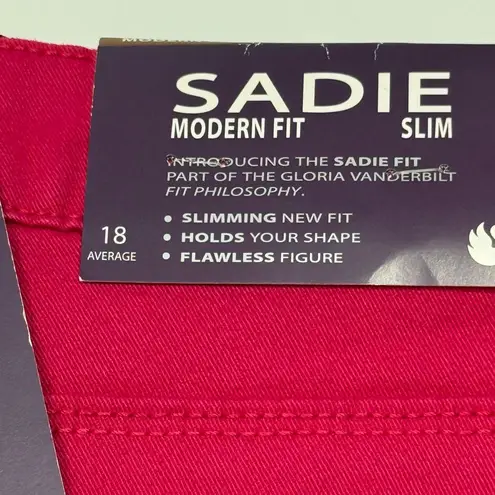 SADIE
MODERN FIT SLIM
INTRODUCING THE SADIE FIT
PART OF THE GLORIA VANDERBILT
FIT PHILOSOPHY.
• SLIMMING NEW FIT
18 • HOLDS YOUR SHAPE
AVERAGE • FLAWLESS FIGURE